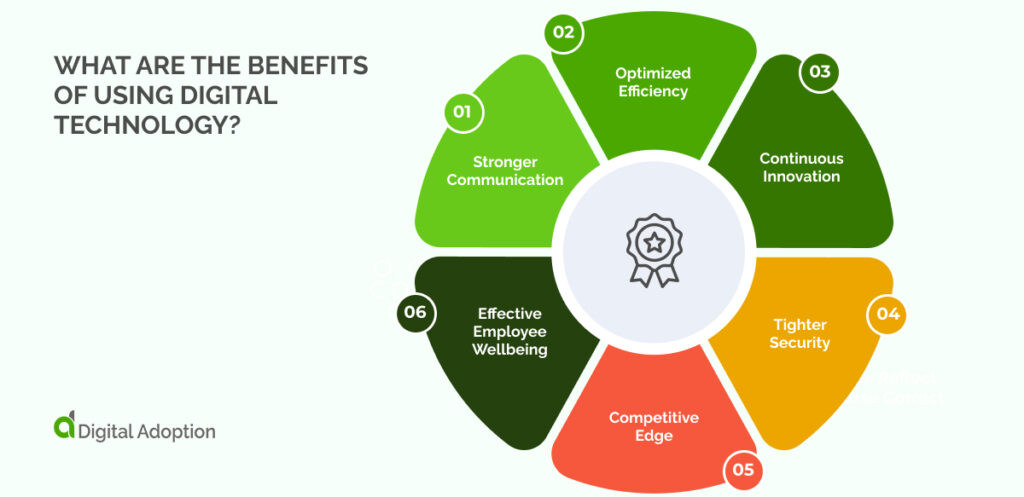 WHAT ARE THE BENEFITS
OF USING DIGITAL
TECHNOLOGY?
01
Stronger
Communication
02
Optimized
Efficiency
03
Continuous
Innovation
04
Tighter
Security
05
Competitive
Edge
06
Effective
Employee
Wellbeing
Digital Adoption